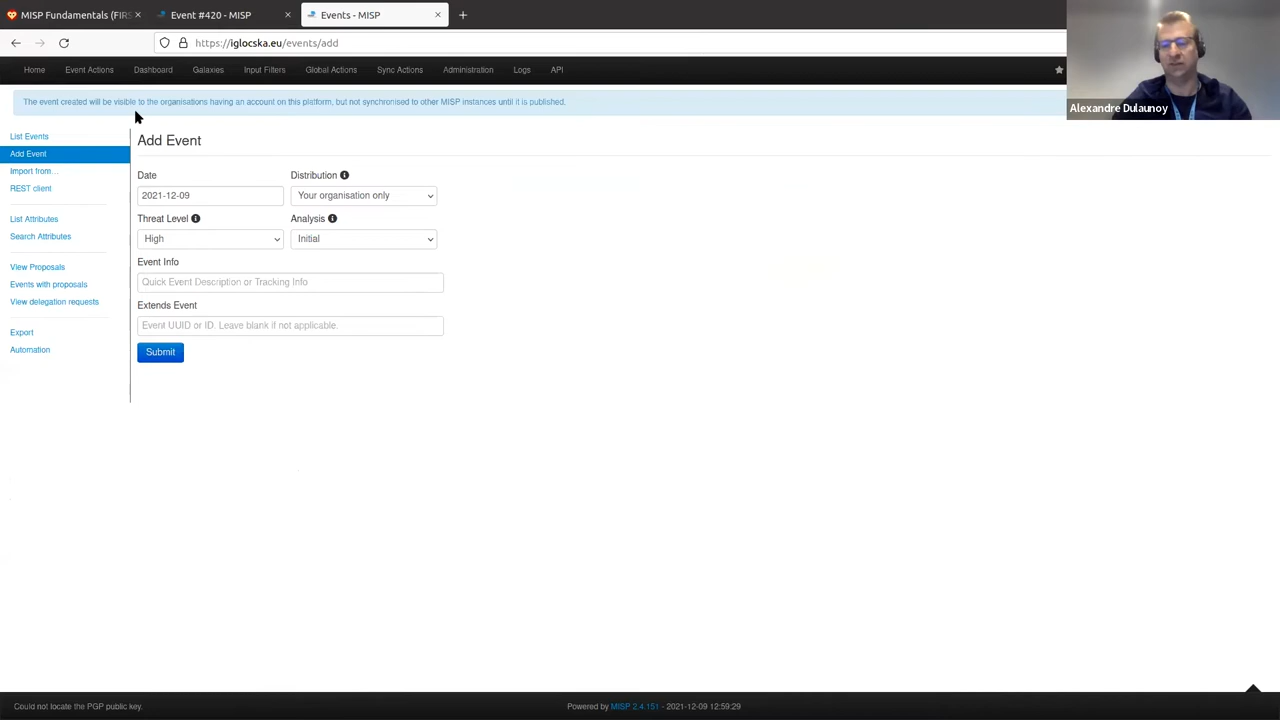 MISP Fundamentals (FIRS
Event #420 - MISP
Events - MISP
https://iglocska.eu/events/add
Home
Event Actions
Dashboard
Galaxies
Input Filters
Global Actions
Sync Actions
Administration
Logs
API
Alexandre Dulaunoy
The event created will be visible to the organisations having an account on this platform, but not synchronised to other MISP instances until it is published.
List Events
Add Event
Import from...
REST client
List Attributes
Search Attributes
View Proposals
Events with proposals
View delegation requests
Export
Automation
Add Event
Date
Distribution
2021-12-09
Your organisation only
Threat Level
Analysis
High
Initial
Event Info
Quick Event Description or Tracking Info
Extends Event
Event UUID or ID. Leave blank if not applicable.
Submit
Could not locate the PGP public key.
Powered by MISP 2.4.151 - 2021-12-09 12:59:29